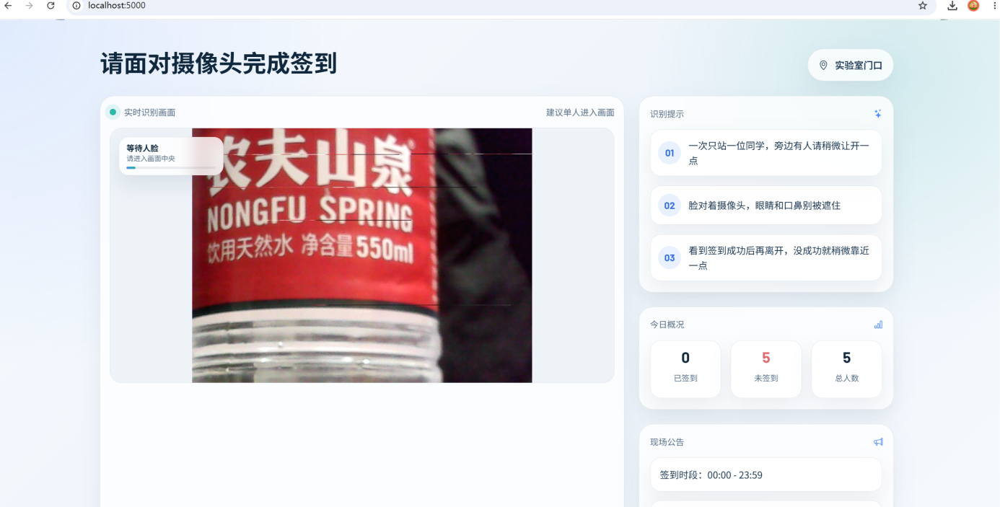 localhost:5000
请面对摄像头完成签到
实验室门口
实时识别画面
建议单人进入画面
等待人脸
请进入画面中央
农夫山泉®
NONGFU SPRING
饮用天然水 净含量550ml
识别提示
01
一次只站一位同学，旁边有人请稍微让开一
点
02
脸对着摄像头，眼睛和口鼻别被遮住
03
看到签到成功后再离开，没成功就稍微靠近
一点
今日概况
0
已签到
5
未签到
5
总人数
现场公告
签到时段：00:00 - 23:59